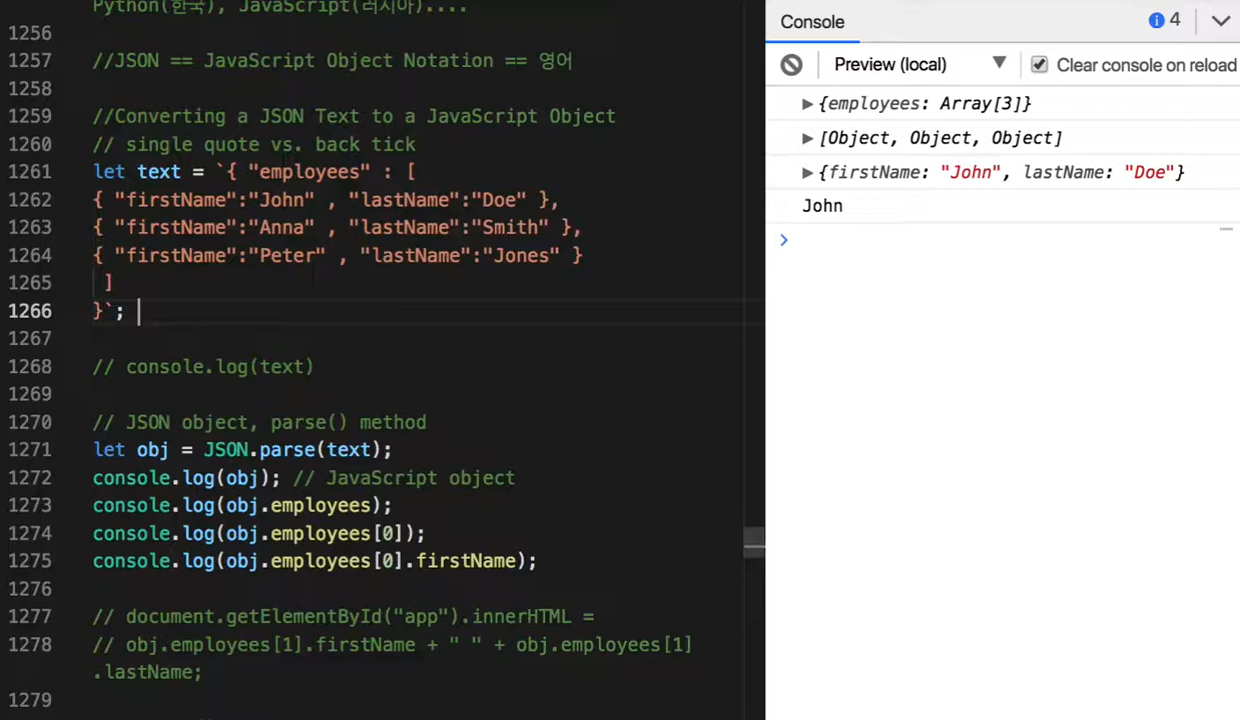 Python(한국), JavaScript(러시아)....
1256
1257 //JSON == JavaScript Object Notation == 영어
1258
1259 //Converting a JSON Text to a JavaScript Object
1260 // single quote vs. back tick
1261 let text = `{ "employees" : [
1262 { "firstName":"John" , "lastName":"Doe" },
1263 { "firstName":"Anna" , "lastName":"Smith" },
1264 { "firstName":"Peter" , "lastName":"Jones" }
1265 ]
1266 }`;
1267
1268 // console.log(text)
1269
1270 // JSON object, parse() method
1271 let obj = JSON.parse(text);
1272 console.log(obj); // JavaScript object
1273 console.log(obj.employees);
1274 console.log(obj.employees[0]);
1275 console.log(obj.employees[0].firstName);
1276
1277 // document.getElementById("app").innerHTML =
1278 // obj.employees[1].firstName + " " + obj.employees[1]
.lastName;
1279
Console 4
Preview (local) ▼ Clear console on reload
▶{employees: Array[3]}
▶[Object, Object, Object]
▶{firstName: "John", lastName: "Doe"}
John
>